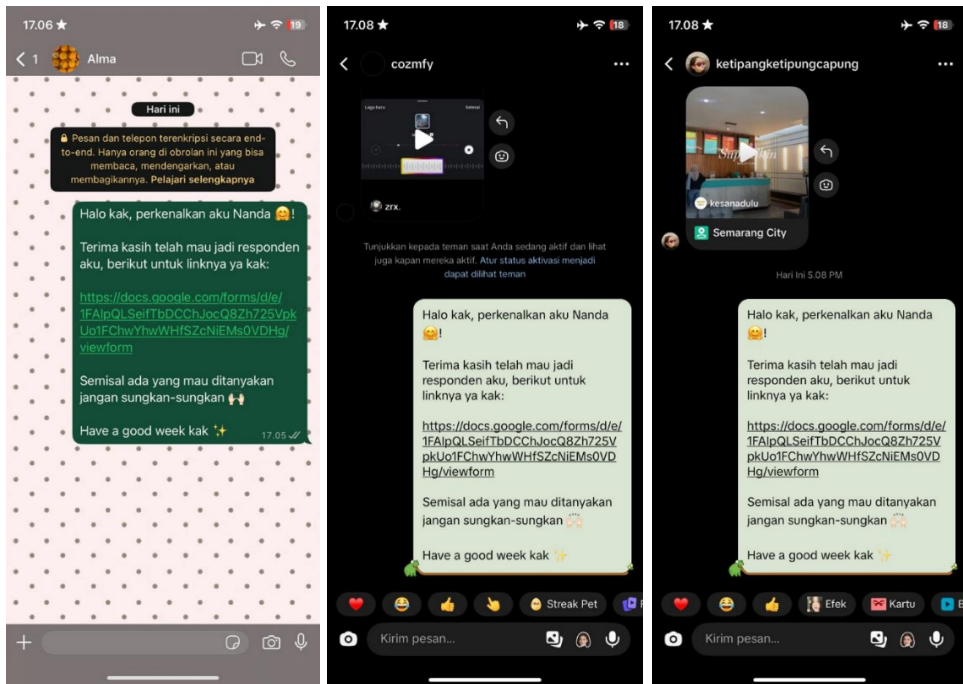 17.06 ★
19
1
Alma
Hari ini
Pesan dan telepon terenkripsi secara end-
to-end. Hanya orang di obrolan ini yang bisa
membaca, mendengarkan, atau
membagikannya. Pelajari selengkapnya
Halo kak, perkenalkan aku Nanda 🤗!
Terima kasih telah mau jadi responden
aku, berikut untuk linknya ya kak:
https://docs.google.com/forms/d/e/
1FAIpQLSeifTbDCChJocQ8Zh725Vpk
Uo1FChwYhwWHfSZcNiEMs0VDHg/
viewform
Semisal ada yang mau ditanyakan
jangan sungkan-sungkan 🙌🏻
Have a good week kak ✨
17.05
17.08 ★
18
cozmfy
Lagu baru
Selesai
zrx.
Tunjukkan kepada teman saat Anda sedang aktif dan lihat
juga kapan mereka aktif. Atur status aktivasi menjadi
dapat dilihat teman
Halo kak, perkenalkan aku Nanda
🤗!
Terima kasih telah mau jadi
responden aku, berikut untuk
linknya ya kak:
https://docs.google.com/forms/d/e/
1FAIpQLSeifTbDCChJocQ8Zh725V
pkUo1FChwYhwWHfSZcNiEMs0VD
Hg/viewform
Semisal ada yang mau ditanyakan
jangan sungkan-sungkan 🙌🏻
Have a good week kak ✨
Streak Pet
Kirim pesan...
17.08 ★
18
ketipangketipungcapung
kesanadulu
Semarang City
Hari Ini 5.08 PM
Halo kak, perkenalkan aku Nanda
🤗!
Terima kasih telah mau jadi
responden aku, berikut untuk
linknya ya kak:
https://docs.google.com/forms/d/e/
1FAIpQLSeifTbDCChJocQ8Zh725V
pkUo1FChwYhwWHfSZcNiEMs0VD
Hg/viewform
Semisal ada yang mau ditanyakan
jangan sungkan-sungkan 🙌🏻
Have a good week kak ✨
Efek
Kartu
Kirim pesan...